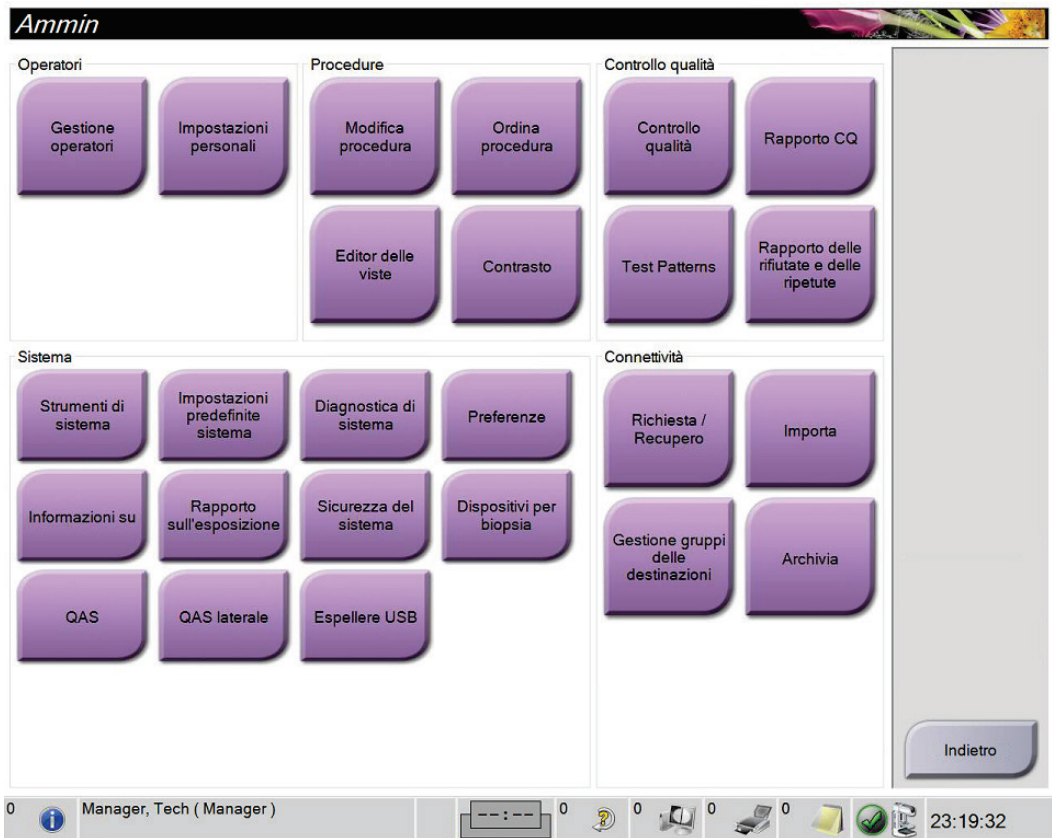 Ammin
Operatori
Gestione
operatori
Impostazioni
personali
Procedure
Modifica
procedura
Ordina
procedura
Editor delle
viste
Contrasto
Controllo qualità
Controllo
qualità
Rapporto CQ
Test Patterns
Rapporto delle
rifiutate e delle
ripetute
Sistema
Strumenti di
sistema
Impostazioni
predefinite
sistema
Diagnostica di
sistema
Preferenze
Informazioni su
Rapporto
sull'esposizione
Sicurezza del
sistema
Dispositivi per
biopsia
QAS
QAS laterale
Espellere USB
Connettività
Richiesta /
Recupero
Importa
Gestione gruppi
delle
destinazioni
Archivia
Indietro
0
Manager, Tech ( Manager )
--:--
0
0
0
0
23:19:32